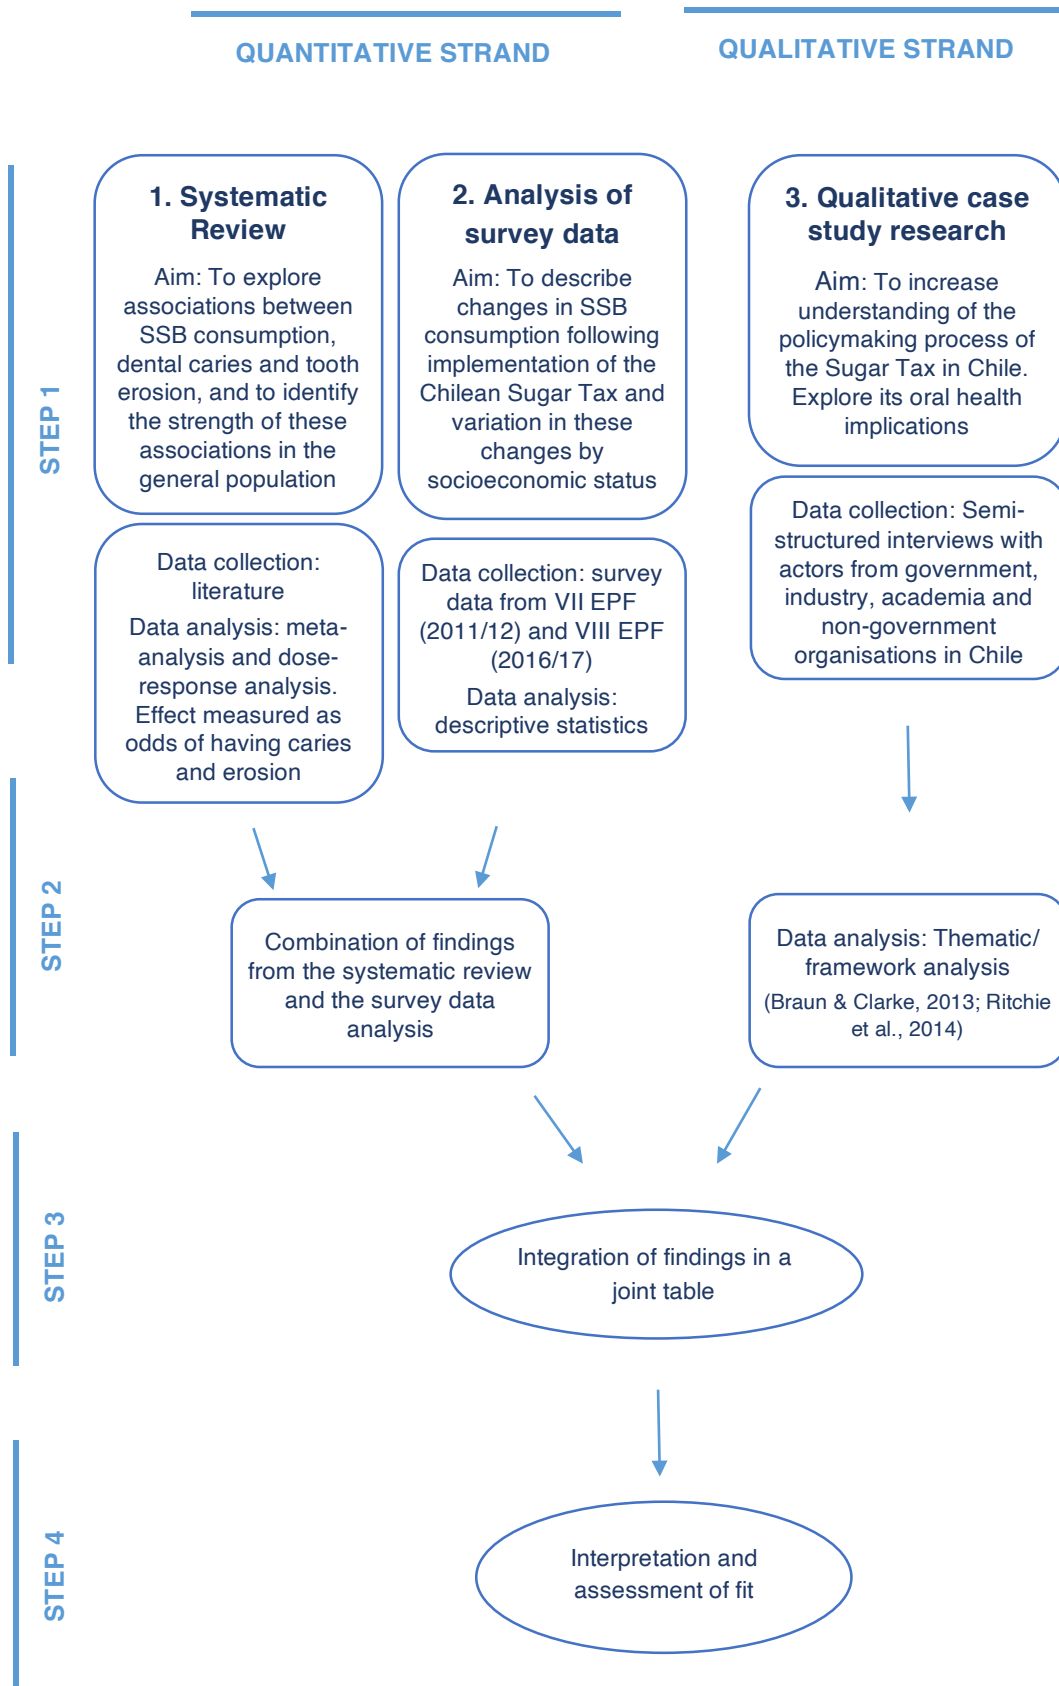 QUANTITATIVE STRAND
QUALITATIVE STRAND
STEP 1
1. Systematic
Review
Aim: To explore
associations between
SSB consumption,
dental caries and tooth
erosion, and to identify
the strength of these
associations in the
general population
2. Analysis of
survey data
Aim: To describe
changes in SSB
consumption following
implementation of the
Chilean Sugar Tax and
variation in these
changes by
socioeconomic status
3. Qualitative case
study research
Aim: To increase
understanding of the
policymaking process of
the Sugar Tax in Chile.
Explore its oral health
implications
Data collection:
literature
Data analysis: meta-
analysis and dose-
response analysis.
Effect measured as
odds of having caries
and erosion
Data collection: survey
data from VII EPF
(2011/12) and VIII EPF
(2016/17)
Data analysis:
descriptive statistics
Data collection: Semi-
structured interviews with
actors from government,
industry, academia and
non-government
organisations in Chile
STEP 2
Combination of findings
from the systematic review
and the survey data
analysis
Data analysis: Thematic/
framework analysis
(Braun & Clarke, 2013; Ritchie
et al., 2014)
STEP 3
Integration of findings in a
joint table
STEP 4
Interpretation and
assessment of fit